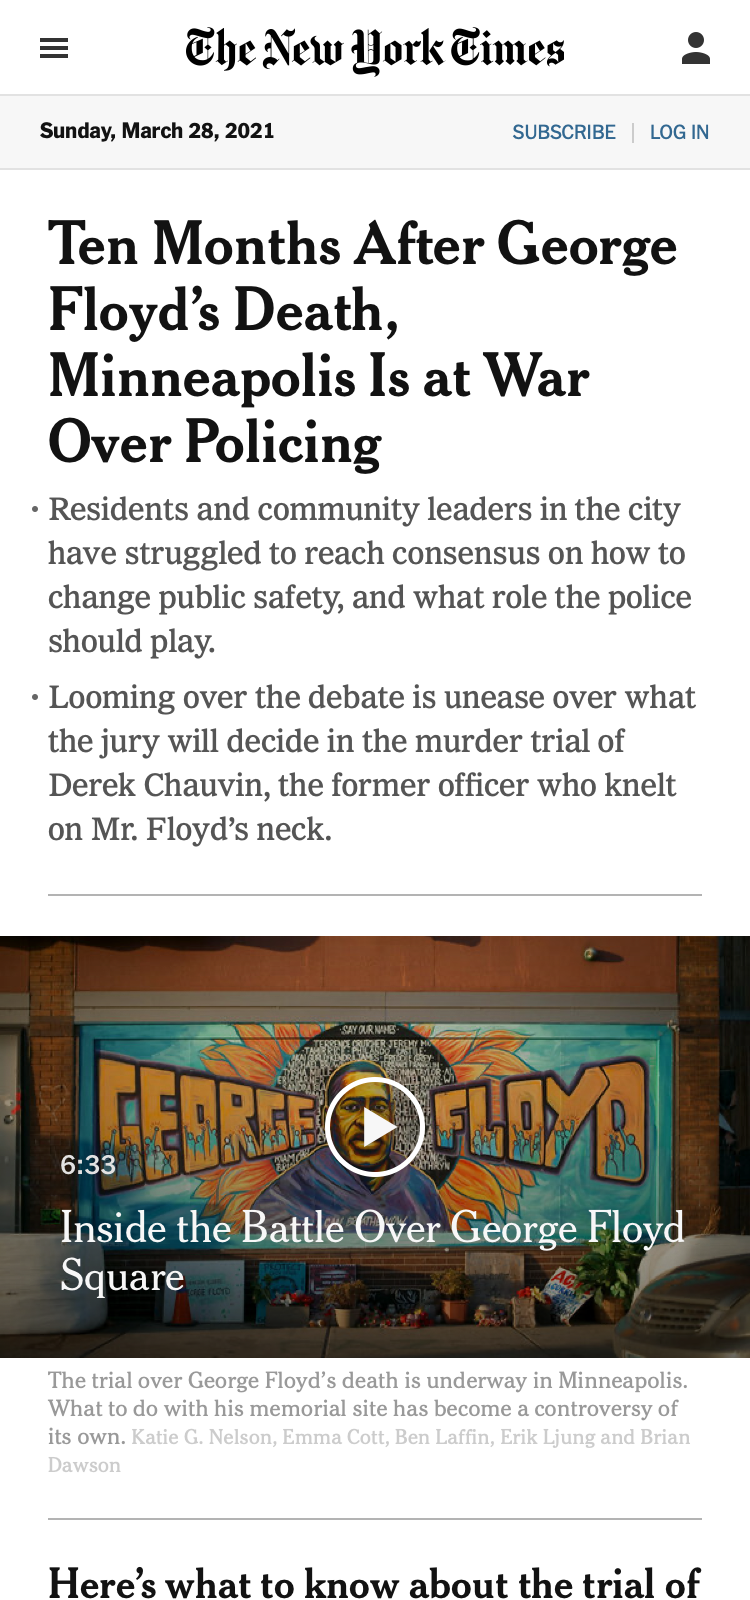 The New York Times
Sunday, March 28, 2021
SUBSCRIBE | LOG IN
Ten Months After George
Floyd’s Death,
Minneapolis Is at War
Over Policing
• Residents and community leaders in the city
have struggled to reach consensus on how to
change public safety, and what role the police
should play.
• Looming over the debate is unease over what
the jury will decide in the murder trial of
Derek Chauvin, the former officer who knelt
on Mr. Floyd’s neck.
SAY OUR NAMES
GEORGE FLOYD
6:33
Inside the Battle Over George Floyd
Square
The trial over George Floyd’s death is underway in Minneapolis.
What to do with his memorial site has become a controversy of
its own. Katie G. Nelson, Emma Cott, Ben Laffin, Erik Ljung and Brian
Dawson
Here’s what to know about the trial of